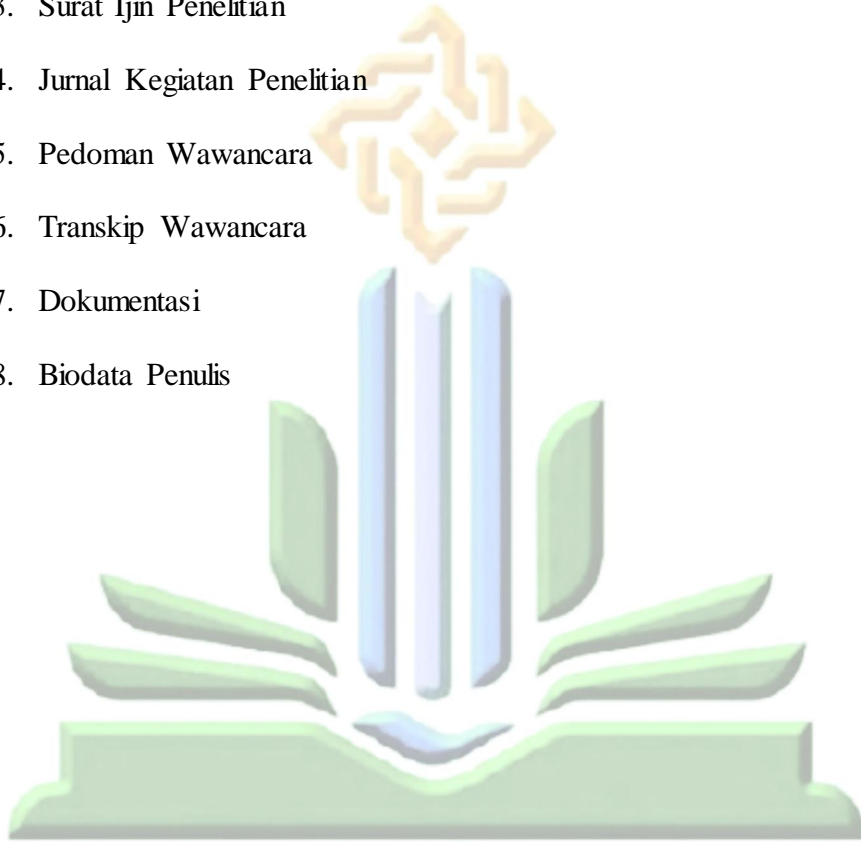 3. Surat Ijin Penelitian
4. Jurnal Kegiatan Penelitian
5. Pedoman Wawancara
6. Transkip Wawancara
7. Dokumentasi
8. Biodata Penulis